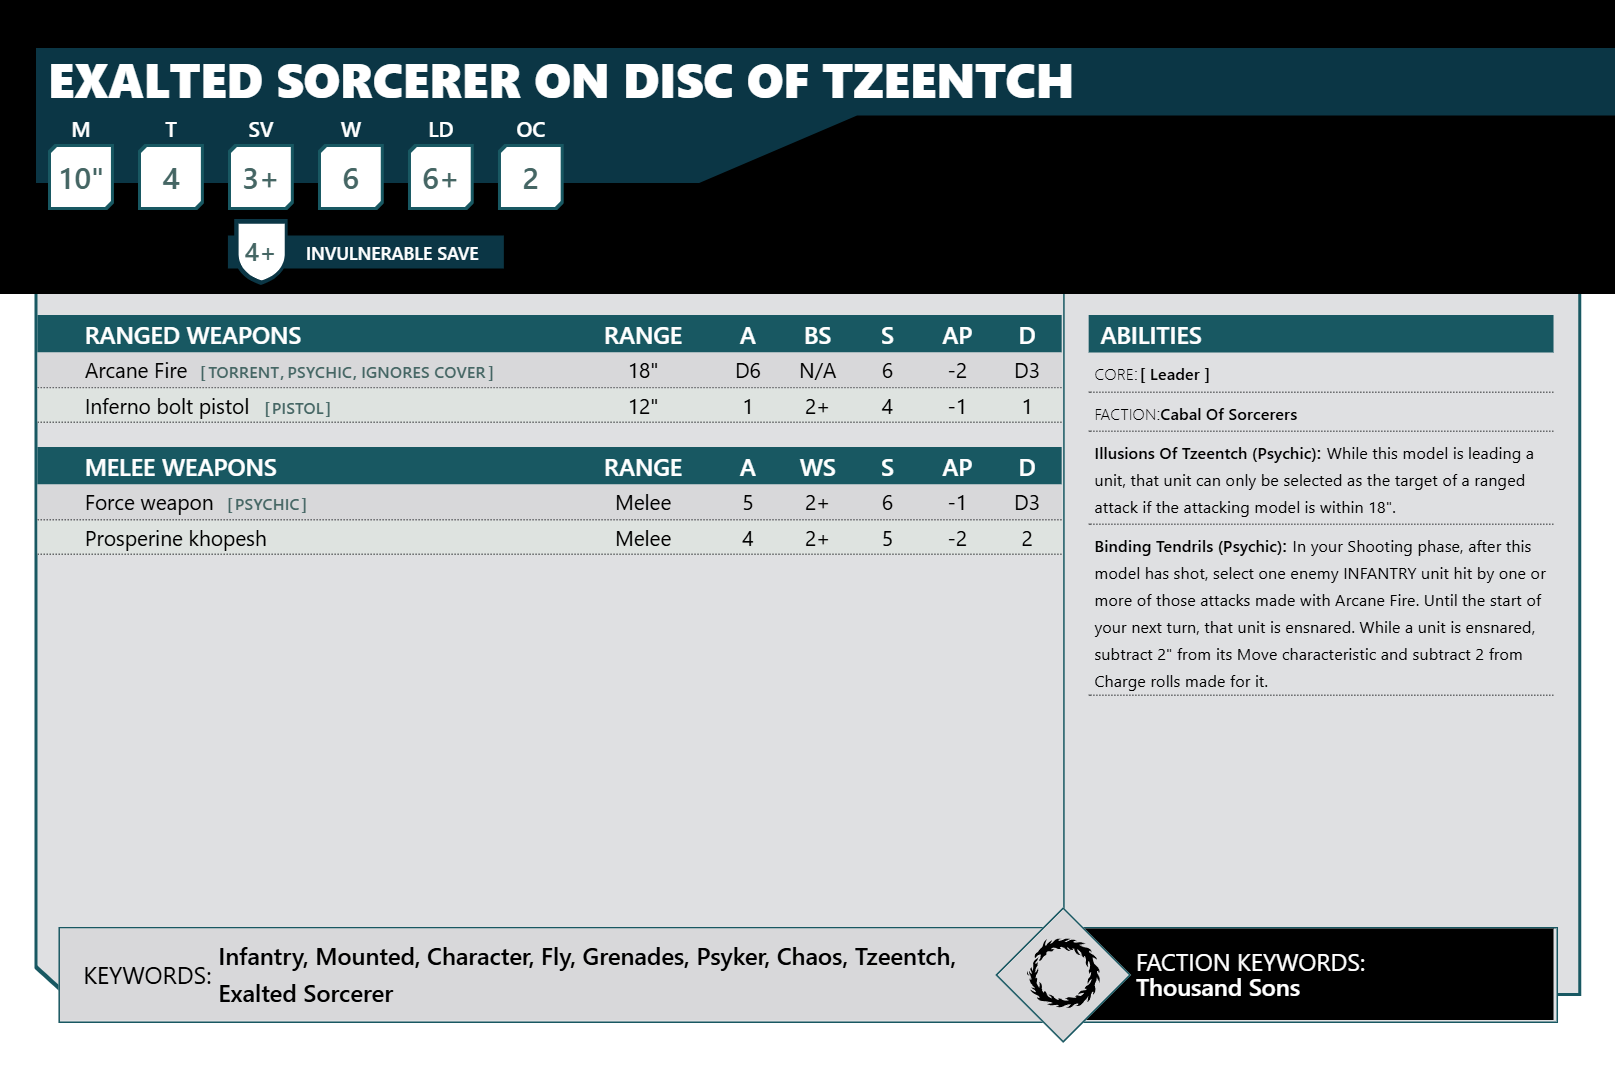 EXALTED SORCERER ON DISC OF TZEENTCH
M T SV W LD OC
10" 4 3+ 6 6+ 2
4+ INVULNERABLE SAVE
RANGED WEAPONS RANGE A BS S AP D
Arcane Fire [TORRENT, PSYCHIC, IGNORES COVER] 18" D6 N/A 6 -2 D3
Inferno bolt pistol [PISTOL] 12" 1 2+ 4 -1 1
MELEE WEAPONS RANGE A WS S AP D
Force weapon [PSYCHIC] Melee 5 2+ 6 -1 D3
Prosperine khopesh Melee 4 2+ 5 -2 2
ABILITIES
CORE: [ Leader ]
FACTION:Cabal Of Sorcerers
Illusions Of Tzeentch (Psychic): While this model is leading a
unit, that unit can only be selected as the target of a ranged
attack if the attacking model is within 18".
Binding Tendrils (Psychic): In your Shooting phase, after this
model has shot, select one enemy INFANTRY unit hit by one or
more of those attacks made with Arcane Fire. Until the start of
your next turn, that unit is ensnared. While a unit is ensnared,
subtract 2" from its Move characteristic and subtract 2 from
Charge rolls made for it.
KEYWORDS: Infantry, Mounted, Character, Fly, Grenades, Psyker, Chaos, Tzeentch,
Exalted Sorcerer
FACTION KEYWORDS:
Thousand Sons